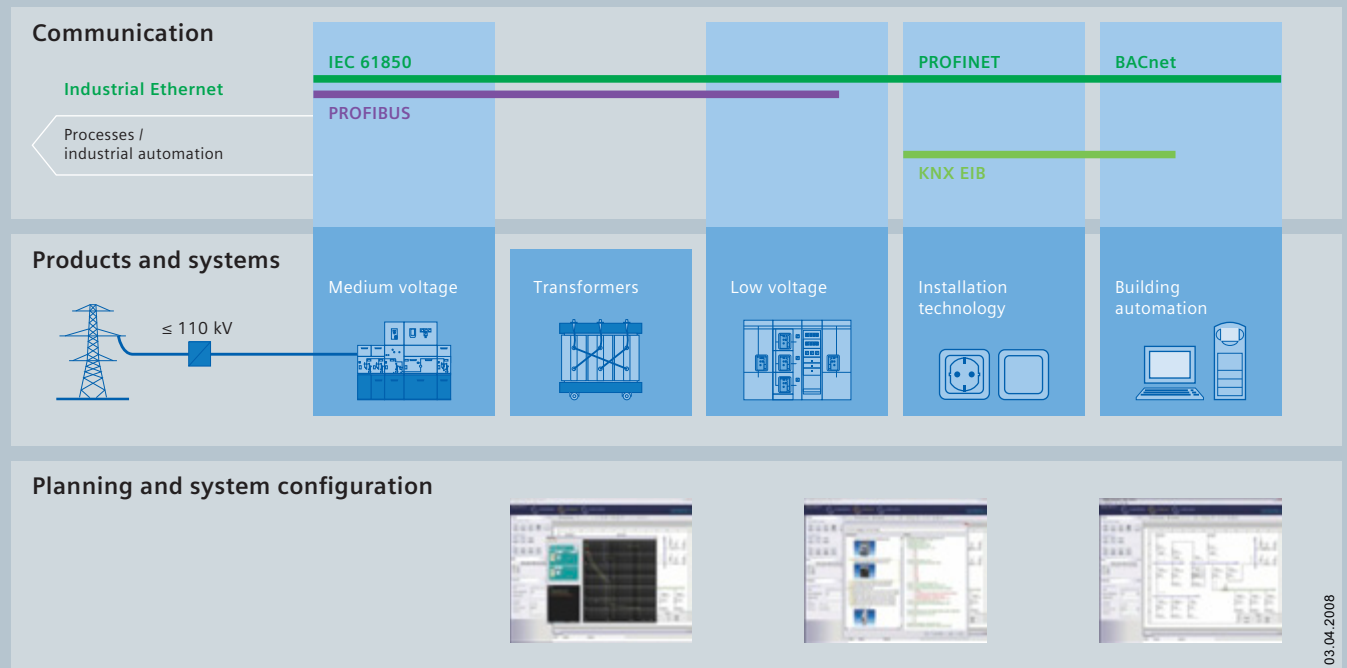 Communication
IEC 61850
PROFINET
BACnet
Industrial Ethernet
PROFIBUS
Processes /
industrial automation
KNX EIB
Products and systems
Medium voltage
Transformers
Low voltage
Installation
technology
Building
automation
≤ 110 kV
Planning and system configuration
03.04.2008